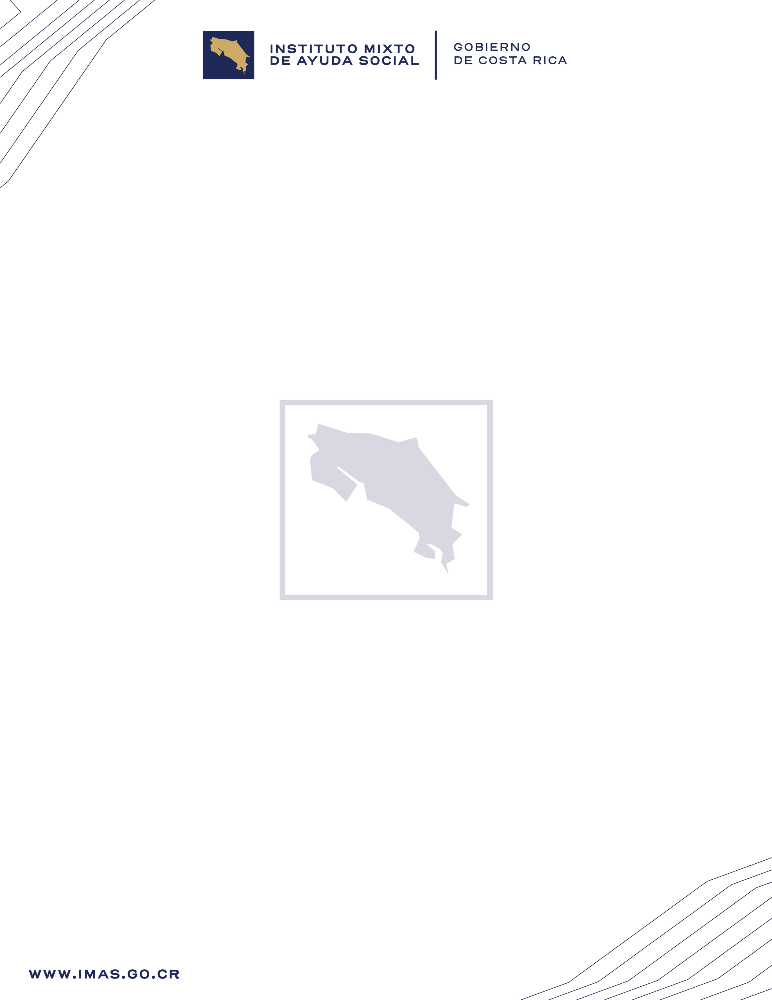 INSTITUTO MIXTO
DE AYUDA SOCIAL
GOBIERNO
DE COSTA RICA
WWW.IMAS.GO.CR